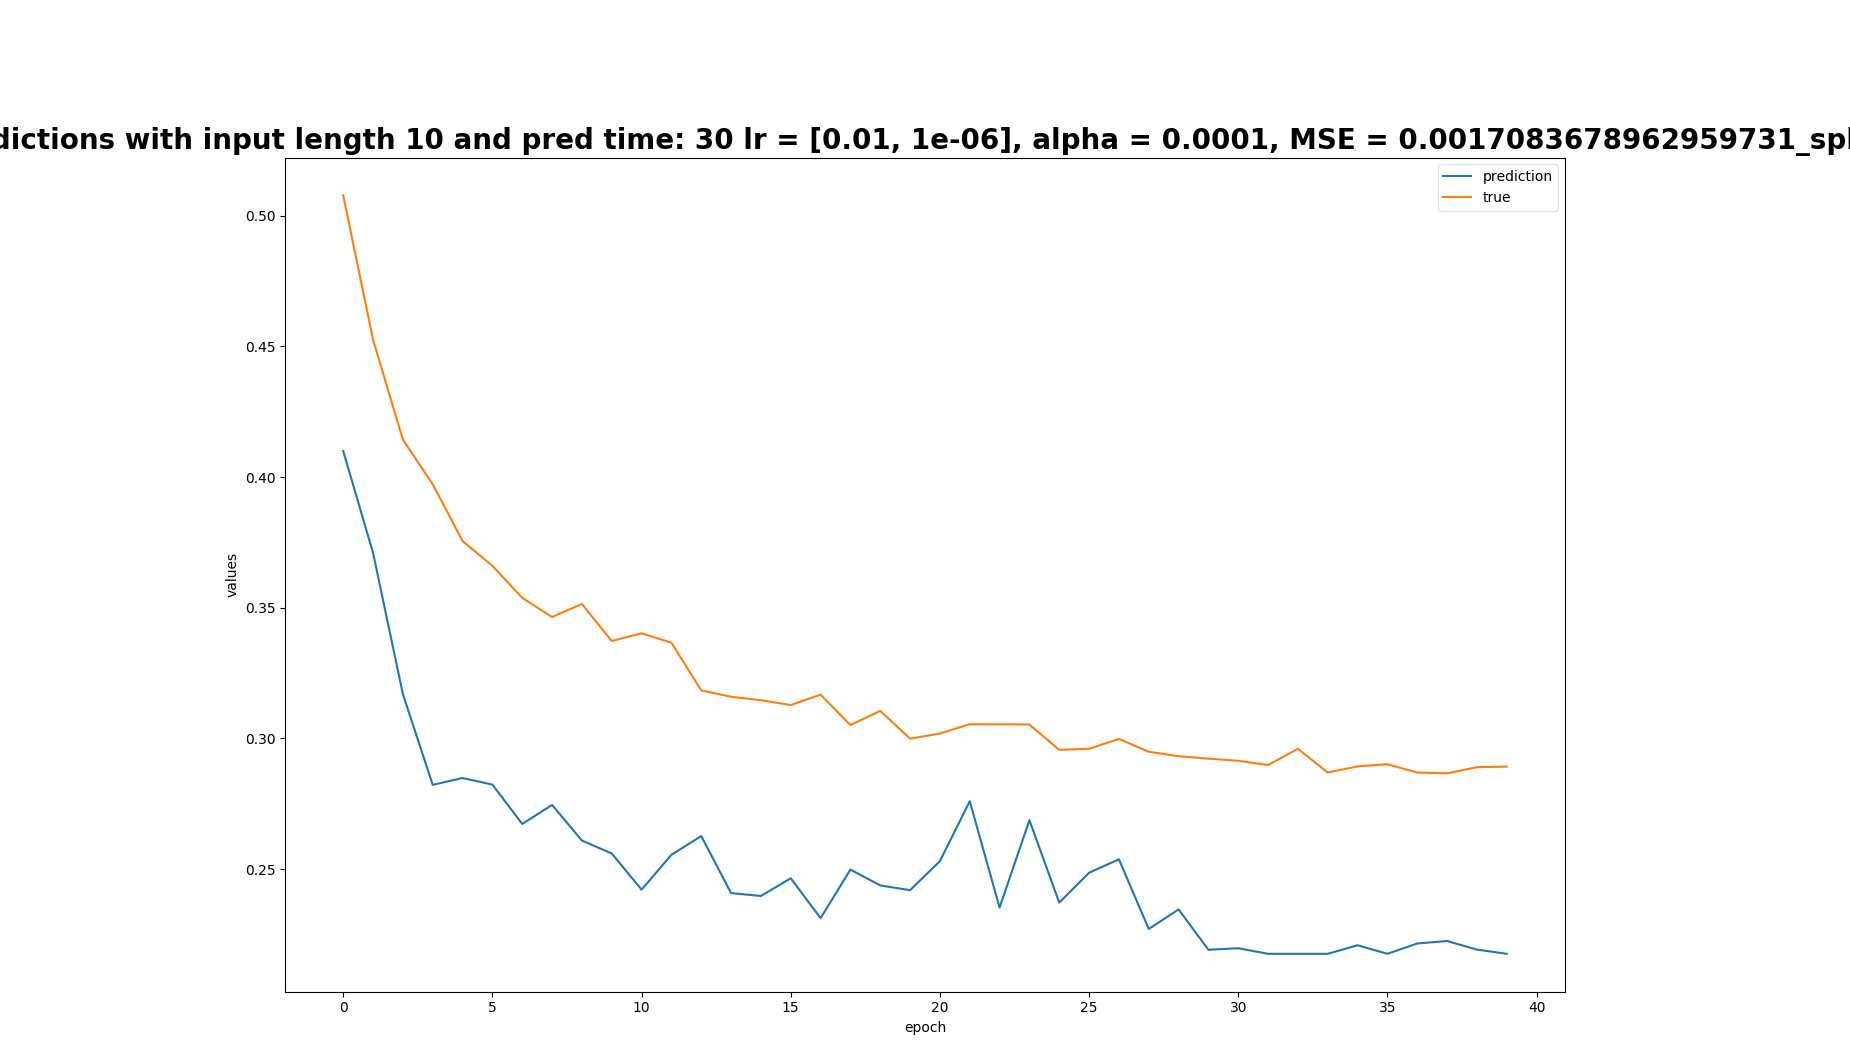 dictions with input length 10 and pred time: 30 lr = [0.01, 1e-06], alpha = 0.0001, MSE = 0.0017083678962959731_spl
prediction
true
0.50
0.45
0.40
0.35
0.30
0.25
values
0 5 10 15 20 25 30 35 40
epoch